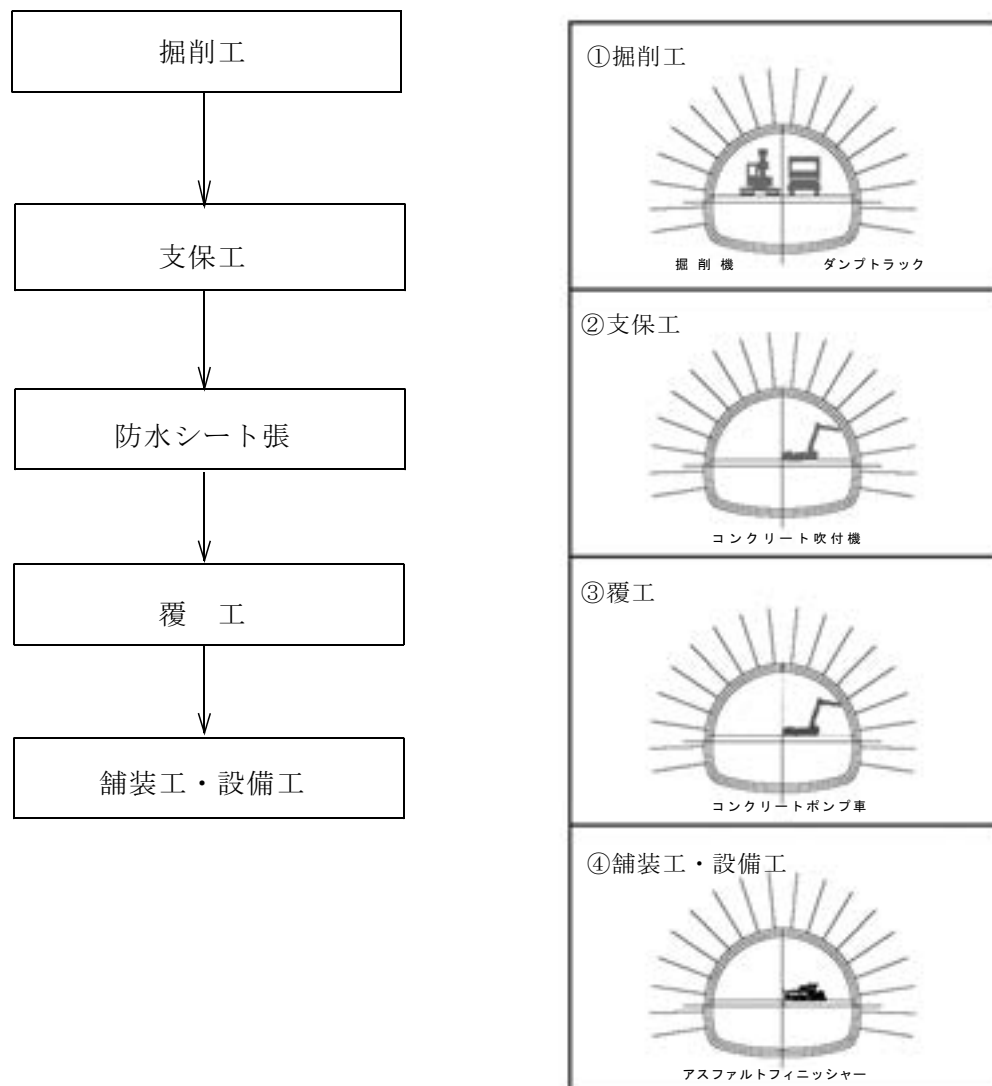 掘削工
支保工
防水シート張
覆　工
舗装工・設備工
①掘削工
掘 削 機　ダンプトラック
②支保工
コンクリート吹付機
③覆工
コンクリートポンプ車
④舗装工・設備工
アスファルトフィニッシャー